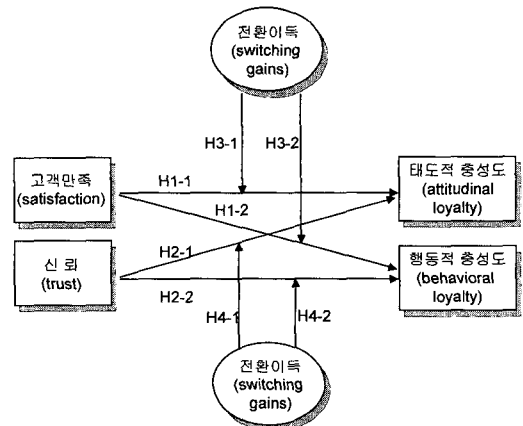 전환이득
(switching
gains)
H3-1
H3-2
고객만족
(satisfaction)
H1-1
H1-2
태도적 충성도
(attitudinal
loyalty)
신 뢰
(trust)
H2-1
H2-2
행동적 충성도
(behavioral
loyalty)
H4-1
H4-2
전환이득
(switching
gains)